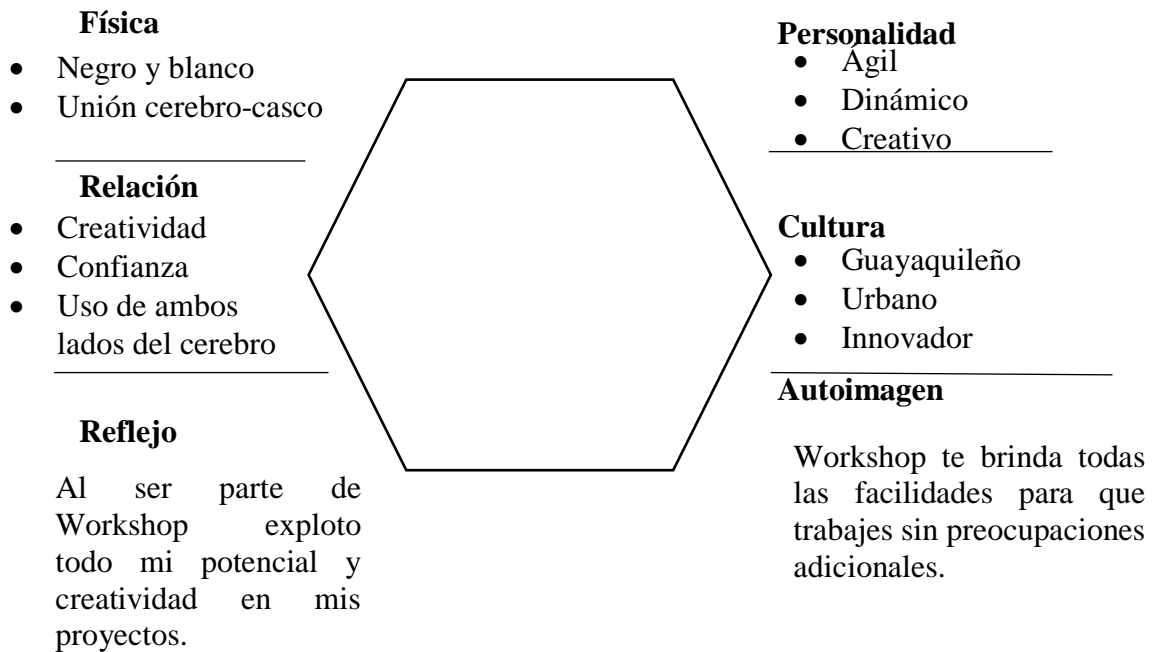 Física
• Negro y blanco
• Unión cerebro-casco
Relación
• Creatividad
• Confianza
• Uso de ambos
lados del cerebro
Reflejo
Al ser parte de
Workshop exploto
todo mi potencial y
creatividad en mis
proyectos.
Personalidad
• Ágil
• Dinámico
• Creativo
Cultura
• Guayaquileño
• Urbano
• Innovador
Autoimagen
Workshop te brinda todas
las facilidades para que
trabajes sin preocupaciones
adicionales.